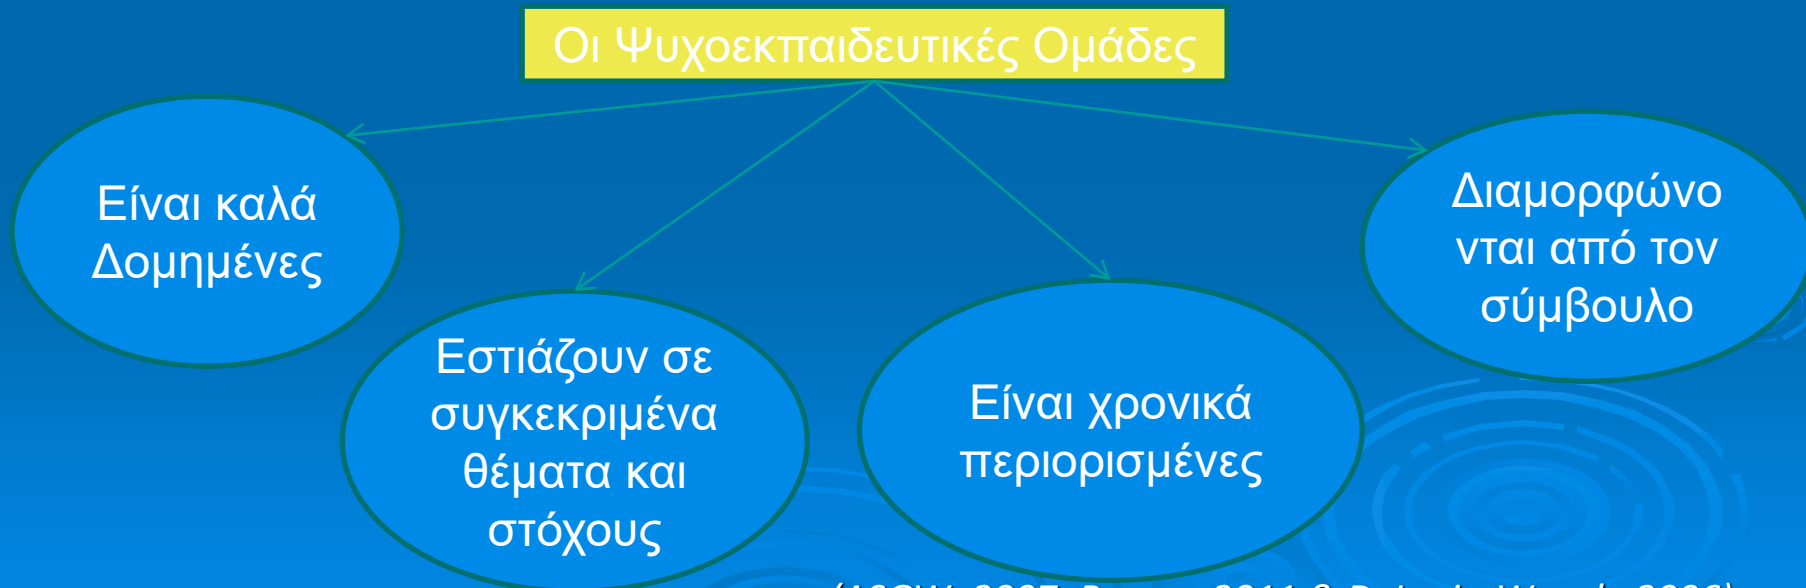 Οι Ψυχοεκπαιδευτικές Ομάδες
Είναι καλά
Δομημένες
Εστιάζουν σε
συγκεκριμένα
θέματα και
στόχους
Είναι χρονικά
περιορισμένες
Διαμορφώνο
νται από τον
σύμβουλο